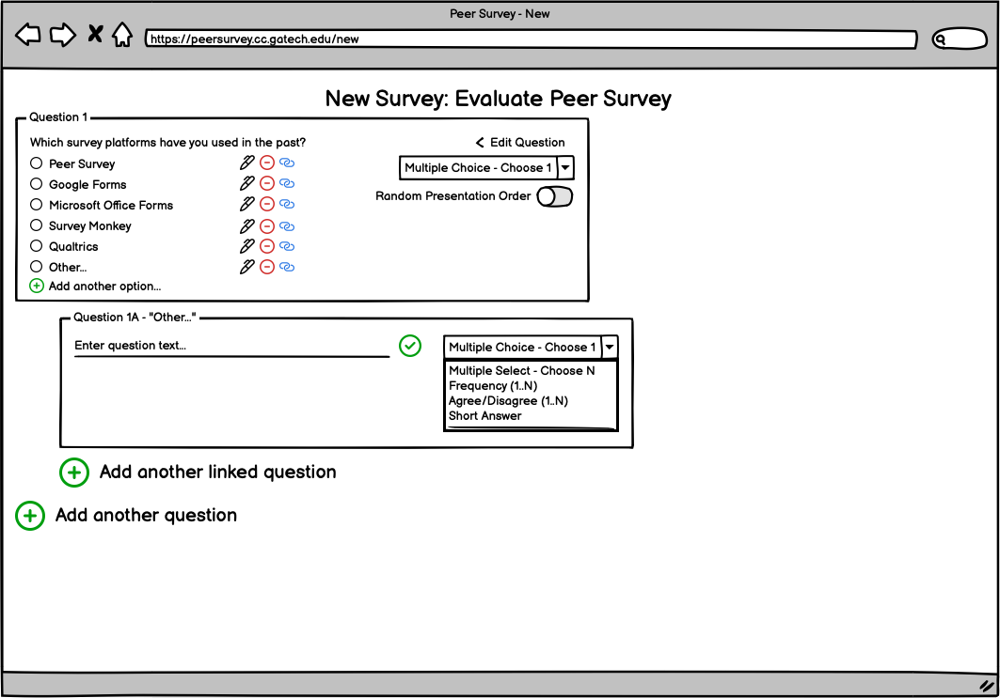 Peer Survey - New
https://peersurvey.cc.gatech.edu/new
New Survey: Evaluate Peer Survey
Question 1
Which survey platforms have you used in the past?
Edit Question
Peer Survey
Multiple Choice - Choose 1
Google Forms
Random Presentation Order
Microsoft Office Forms
Survey Monkey
Qualtrics
Other...
Add another option...
Question 1A - "Other..."
Enter question text...
Multiple Choice - Choose 1
Multiple Select - Choose N
Frequency (1..N)
Agree/Disagree (1..N)
Short Answer
Add another linked question
Add another question